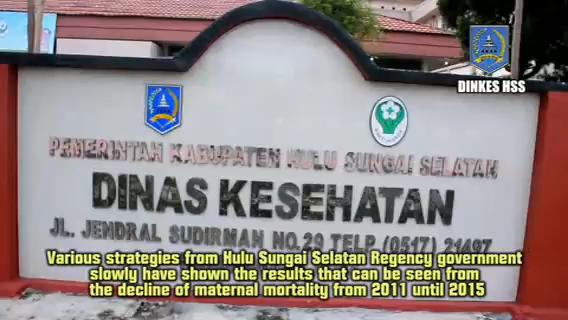 DINKES HSS
PEMERINTAH KABUPATEN HULU SUNGAI SELATAN
DINAS KESEHATAN
JL. JENDRAL SUDIRMAN NO.29 TELP.(0517) 21497
Various strategies from Hulu Sungai Selatan Regency government
slowly have shown the results that can be seen from
the decline of maternal mortality from 2011 until 2015